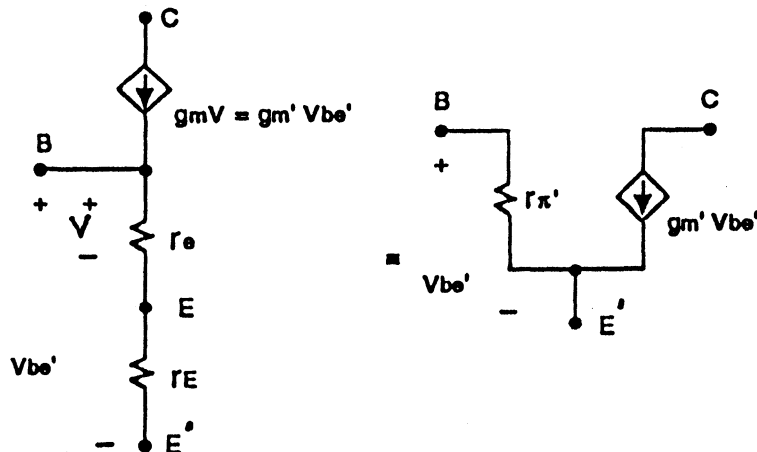 C
gmV = gm' Vbe'
B
+ +
V
−
re
E
Vbe'
rE
− E'
=
B
+
C
rπ'
gm' Vbe'
Vbe'
−
E'